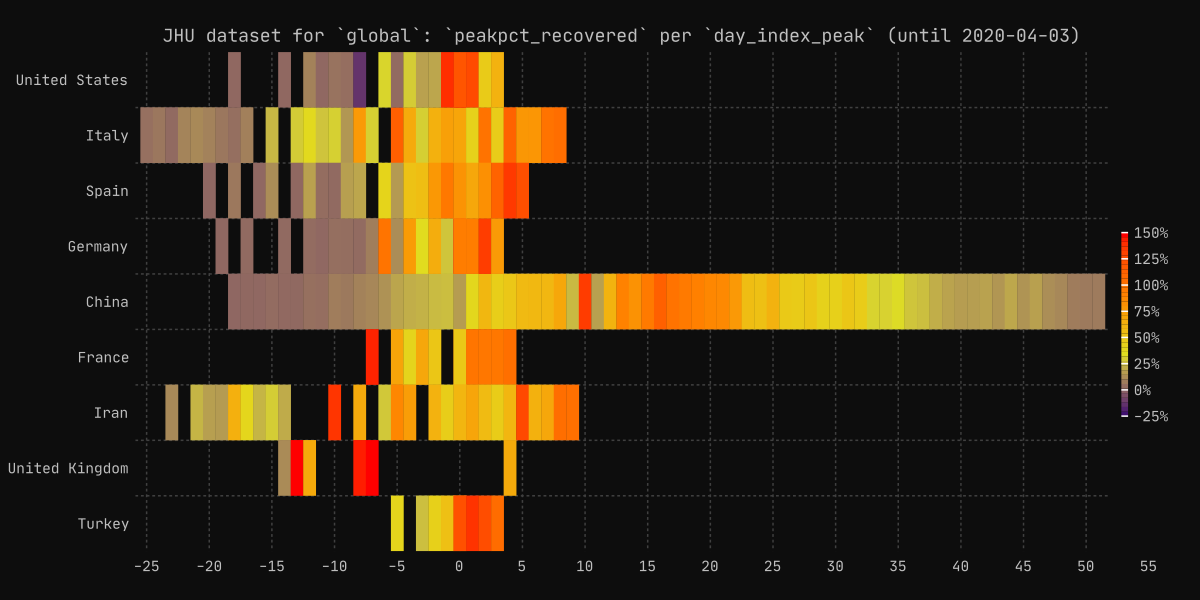 JHU dataset for `global`: `peakpct_recovered` per `day_index_peak` (until 2020-04-03)
United States
Italy
Spain
Germany
China
France
Iran
United Kingdom
Turkey
150%
125%
100%
75%
50%
25%
0%
-25%
-25 -20 -15 -10 -5 0 5 10 15 20 25 30 35 40 45 50 55